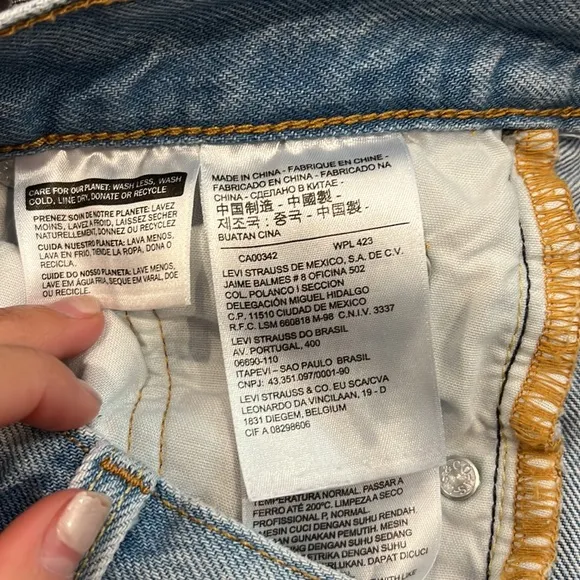 CARE FOR OUR PLANET: WASH LESS, WASH
COLD, LINE DRY, DONATE OR RECYCLE
PRENEZ SOIN DE NOTRE PLANETE: LAVEZ
MOINS, LAVEZ A FROID, LAISSEZ SECHER
NATURELLEMENT, DONNEZ OU RECYCLEZ
CUIDA NUESTRO PLANETA: LAVA MENOS,
LAVA EN FRIO, TIENDE LA ROPA, DONA O
RECICLA.
CUIDE DO NOSSO PLANETA: LAVE MENOS,
LAVE EM ÁGUA FRIA, SEQUE EM VARAL, DOE
OU RECICLE.
MADE IN CHINA - FABRIQUE EN CHINE -
FABRICADO EN CHINA - FABRICADO NA
CHINA - СДЕЛАНО В КИТАЕ -
中国制造 - 中國製造 -
제조국 : 중국 - 中国製 -
BUATAN CINA
CA00342 WPL 423
LEVI STRAUSS DE MEXICO, S.A. DE C.V.
JAIME BALMES # 8 OFICINA 502
COL. POLANCO I SECCION
DELEGACIÓN MIGUEL HIDALGO
C.P. 11510 CIUDAD DE MEXICO
R.F.C. LSM 660818 M-98 C.N.I.V. 3337
LEVI STRAUSS DO BRASIL
AV. PORTUGAL, 400
06690-110
ITAPEVI – SAO PAULO BRASIL
CNPJ: 43.351.097/0001-90
LEVI STRAUSS & CO. EU SCA/CVA
LEONARDO DA VINCILAAN, 19 - D
1831 DIEGEM, BELGIUM
CIF A 08298606
TEMPERATURA NORMAL. PASSAR A
FERRO ATÉ 200°C. LIMPEZA A SECO
PROFISSIONAL P, NORMAL.
MESIN CUCI DENGAN SUHU RENDAH.
GUNAKAN PEMUTIH. MESIN
DENGAN SUHU SEDANG
DAPAT DICUCI
WITH LIKE